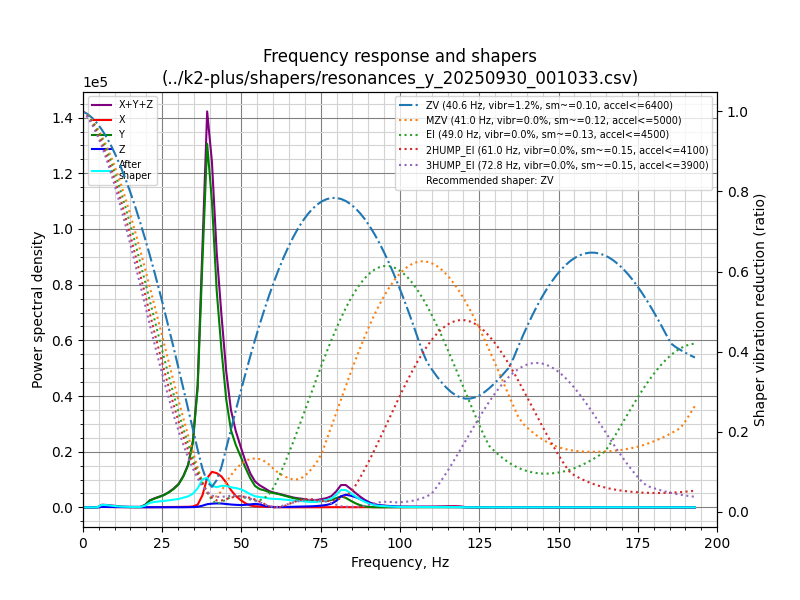 Frequency response and shapers
(../k2-plus/shapers/resonances_y_20250930_001033.csv)
1e5
X+Y+Z
X
Y
Z
After
shaper
ZV (40.6 Hz, vibr=1.2%, sm~=0.10, accel<=6400)
MZV (41.0 Hz, vibr=0.0%, sm~=0.12, accel<=5000)
EI (49.0 Hz, vibr=0.0%, sm~=0.13, accel<=4500)
2HUMP_EI (61.0 Hz, vibr=0.0%, sm~=0.15, accel<=4100)
3HUMP_EI (72.8 Hz, vibr=0.0%, sm~=0.15, accel<=3900)
Recommended shaper: ZV
1.4
1.2
1.0
0.8
0.6
0.4
0.2
0.0
Power spectral density
1.0
0.8
0.6
0.4
0.2
0.0
Shaper vibration reduction (ratio)
0 25 50 75 100 125 150 175 200
Frequency, Hz